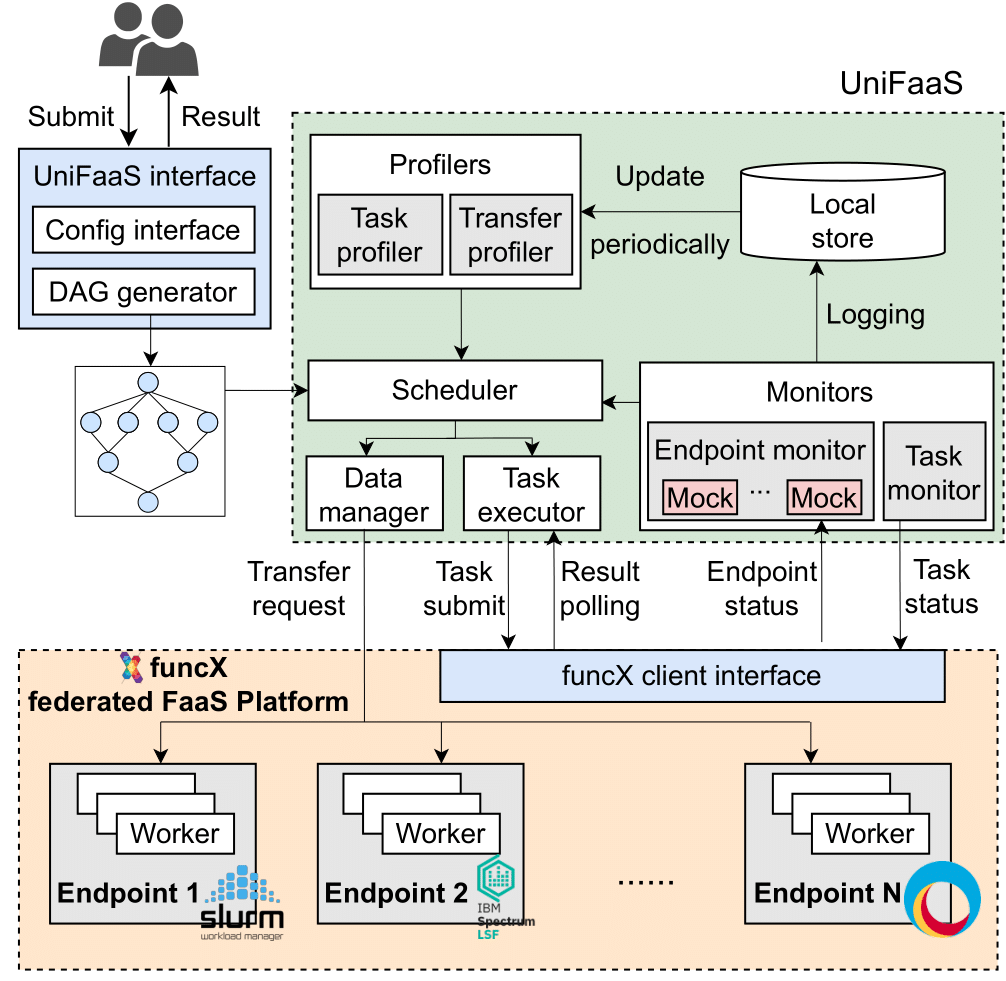 UniFaaS
Submit
Result
UniFaaS interface
Config interface
DAG generator
Profilers
Task
profiler
Transfer
profiler
Update
periodically
Local
store
Logging
Scheduler
Monitors
Endpoint monitor
Mock
...
Mock
Task
monitor
Data
manager
Task
executor
Transfer
request
Task
submit
Result
polling
Endpoint
status
Task
status
funcX
federated FaaS Platform
funcX client interface
Worker
Endpoint 1
slurm
workload manager
Worker
Endpoint 2
IBM
Spectrum
LSF
......
Worker
Endpoint N